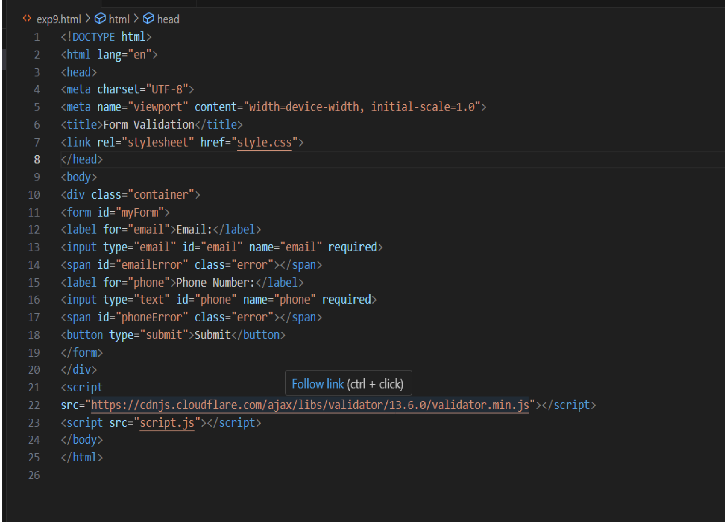 exp9.html > html > head
1 <!DOCTYPE html>
2 <html lang="en">
3 <head>
4 <meta charset="UTF-8">
5 <meta name="viewport" content="width=device-width, initial-scale=1.0">
6 <title>Form Validation</title>
7 <link rel="stylesheet" href="style.css">
8 </head>
9 <body>
10 <div class="container">
11 <form id="myForm">
12 <label for="email">Email:</label>
13 <input type="email" id="email" name="email" required>
14 <span id="emailError" class="error"></span>
15 <label for="phone">Phone Number:</label>
16 <input type="text" id="phone" name="phone" required>
17 <span id="phoneError" class="error"></span>
18 <button type="submit">Submit</button>
19 </form>
20 </div>
21 <script
Follow link (ctrl + click)
22 src="https://cdnjs.cloudflare.com/ajax/libs/validator/13.6.0/validator.min.js"></script>
23 <script src="script.js"></script>
24 </body>
25 </html>
26